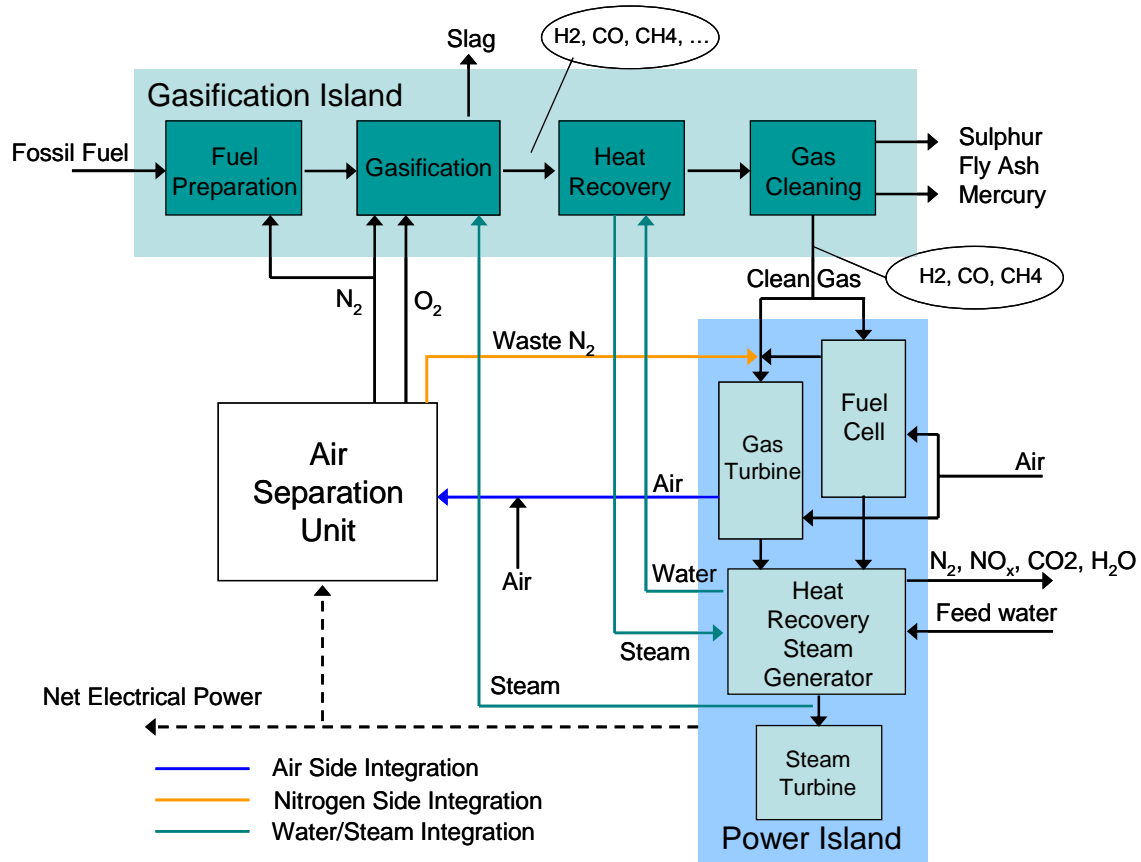 Slag
H2, CO, CH4, ...
Gasification Island
Fossil Fuel
Fuel
Preparation
Gasification
Heat
Recovery
Gas
Cleaning
Sulphur
Fly Ash
Mercury
N2
O2
Clean Gas
H2, CO, CH4
Waste N2
Air
Separation
Unit
Gas
Turbine
Fuel
Cell
Air
Air
Air
Water
Steam
Steam
Heat
Recovery
Steam
Generator
N2, NOx, CO2, H2O
Feed water
Net Electrical Power
Steam
Turbine
Power Island
Air Side Integration
Nitrogen Side Integration
Water/Steam Integration